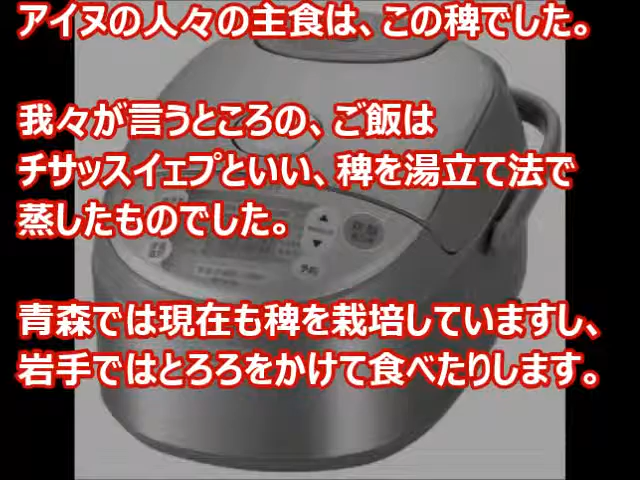 アイヌの人々の主食は、この稗でした。
我々が言うところの、ご飯は
チサッスイェプといい、稗を湯立て法で
蒸したものでした。
青森では現在も稗を栽培していますし、
岩手ではとろろをかけて食べたりします。
予約